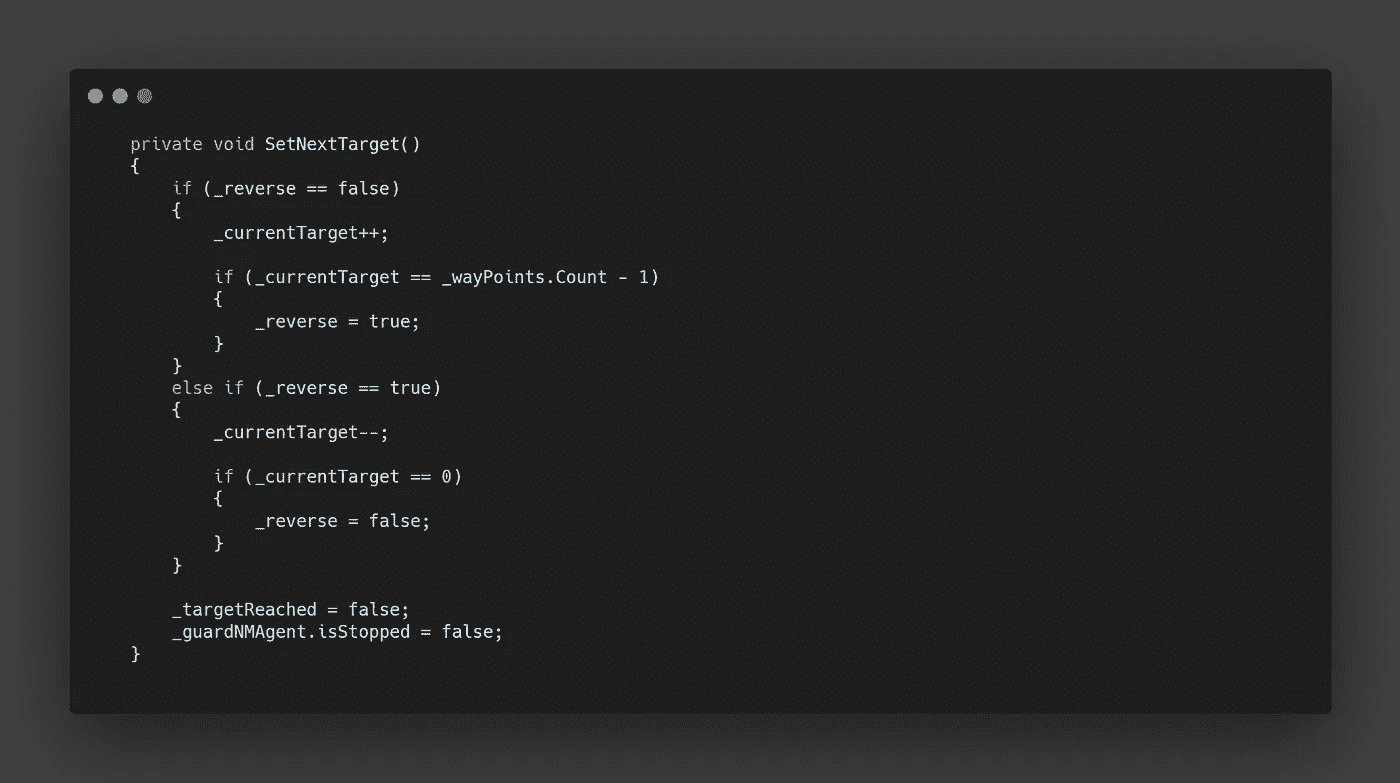 private void SetNextTarget()
{
    if (_reverse == false)
    {
        _currentTarget++;

        if (_currentTarget == _wayPoints.Count - 1)
        {
            _reverse = true;
        }
    }
    else if (_reverse == true)
    {
        _currentTarget--;

        if (_currentTarget == 0)
        {
            _reverse = false;
        }
    }

    _targetReached = false;
    _guardNMAgent.isStopped = false;
}